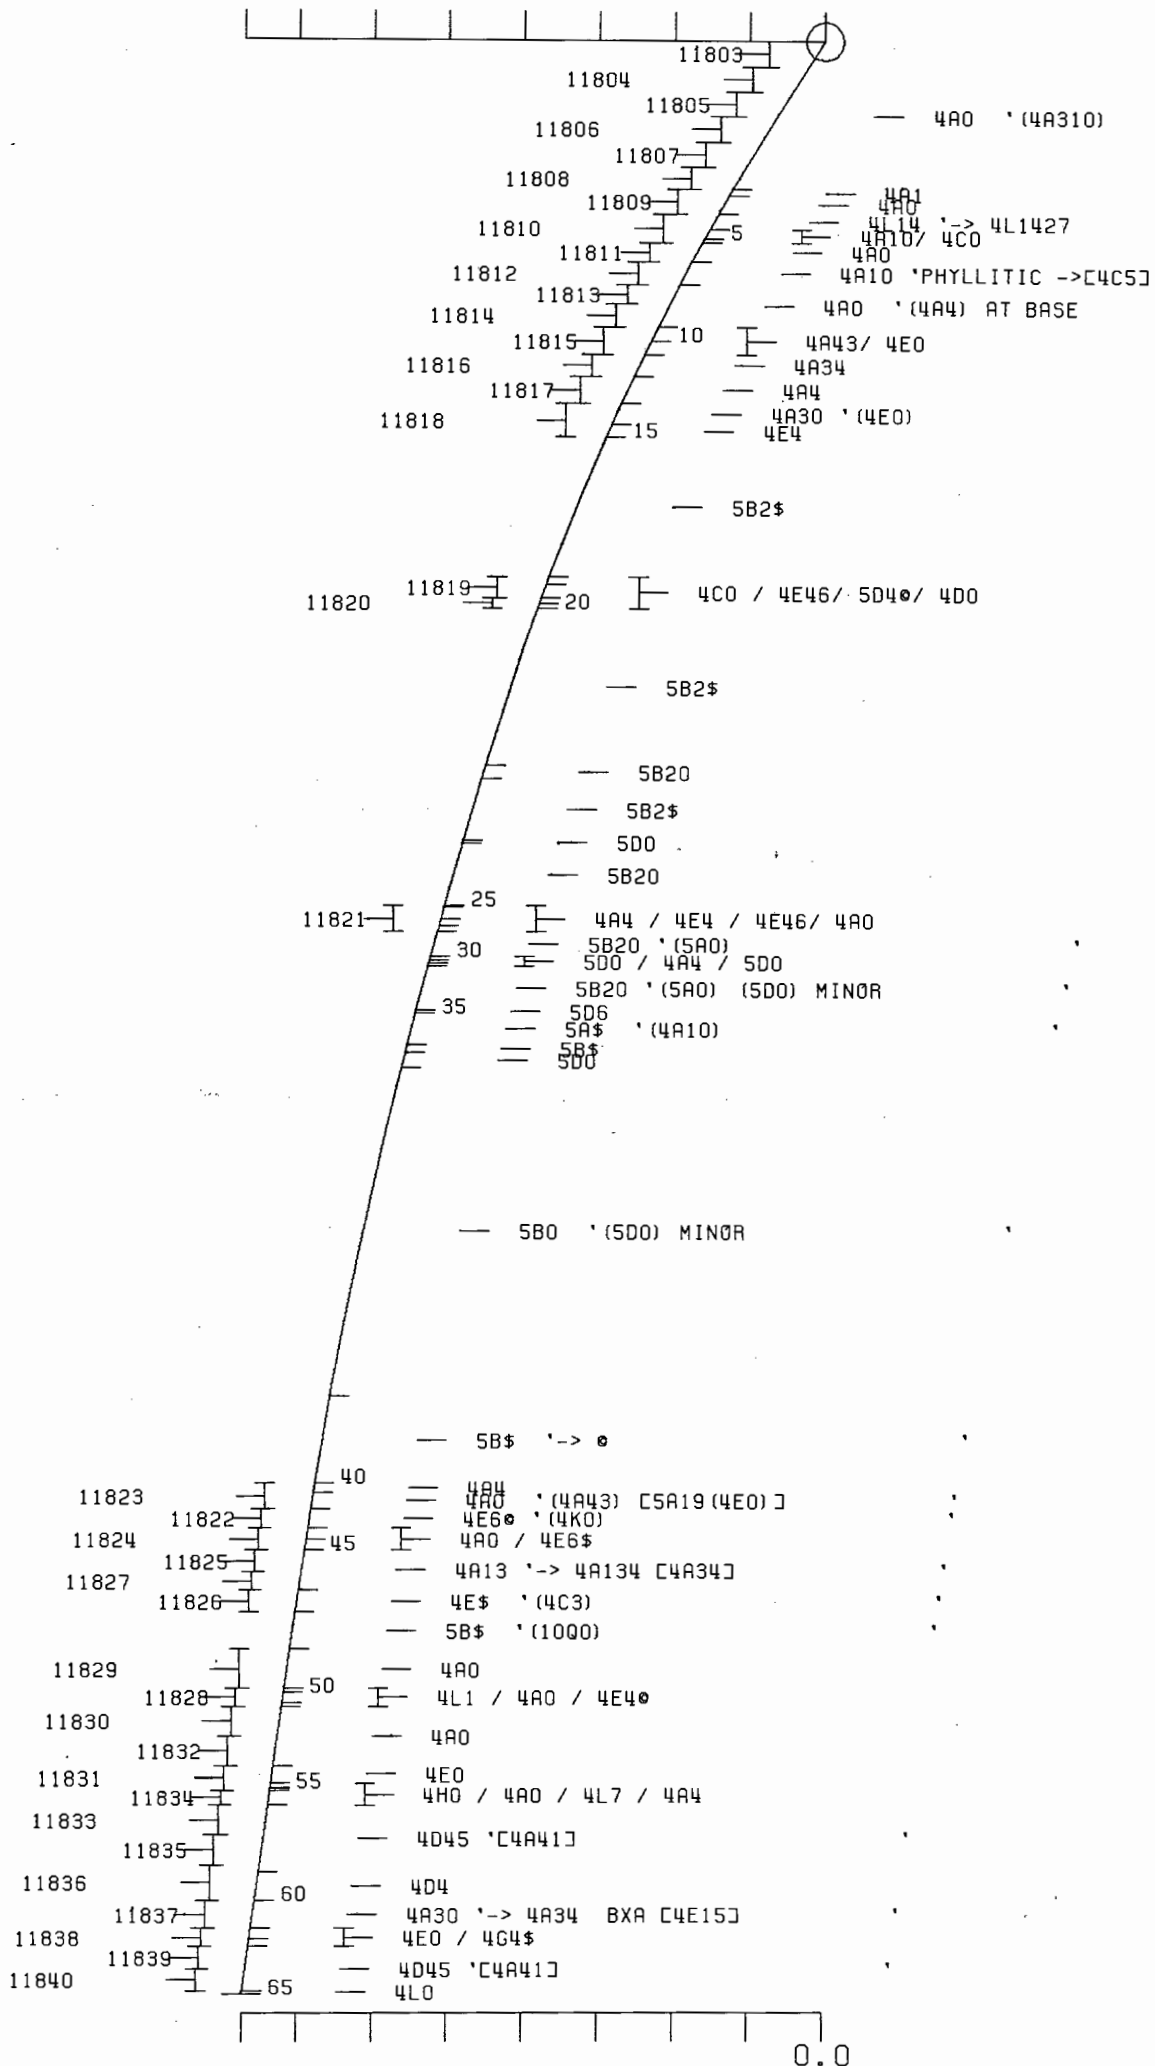 11803
11804
11805
4A0 '(4A310)
11806
11807
11808
4A1
11809
4A0
4L14 '-> 4L1427
11810
5
4A10/ 4C0
11811
4A0
11812
4A10 'PHYLLITIC ->[4C5]
11813
4A0 '(4A4) AT BASE
11814
10
11815
4A43/ 4E0
11816
4A34
11817
4A4
4A30 '(4E0)
11818
15
4E4
5B2$
11819
4C0 / 4E46/ 5D4©/ 4D0
11820
20
5B2$
5B20
5B2$
5D0
5B20
25
11821
4A4 / 4E4 / 4E46/ 4A0
5B20 '(5A0)
30
5D0 / 4A4 / 5D0
5B20 '(5A0) (5D0) MINØR
35
5D6
5A$ '(4A10)
5B$
5D0
5B0 '(5D0) MINØR
5B$ '-> ©
40
4A4
11823
4A0 '(4A43) [5A19(4E0)]
11822
4E6© '(4K0)
11824
45
4A0 / 4E6$
11825
4A13 '-> 4A134 [4A34]
11827
11826
4E$ '(4C3)
5B$ '(10Q0)
11829
4A0
50
11828
4L1 / 4A0 / 4E4©
11830
4A0
11832
11831
4E0
55
11834
4H0 / 4A0 / 4L7 / 4A4
11833
4D45 '[4A41]
11835
11836
4D4
60
11837
4A30 '-> 4A34 BXA [4E15]
11838
4E0 / 4G4$
11839
4D45 '[4A41]
11840
65
4L0
0.0